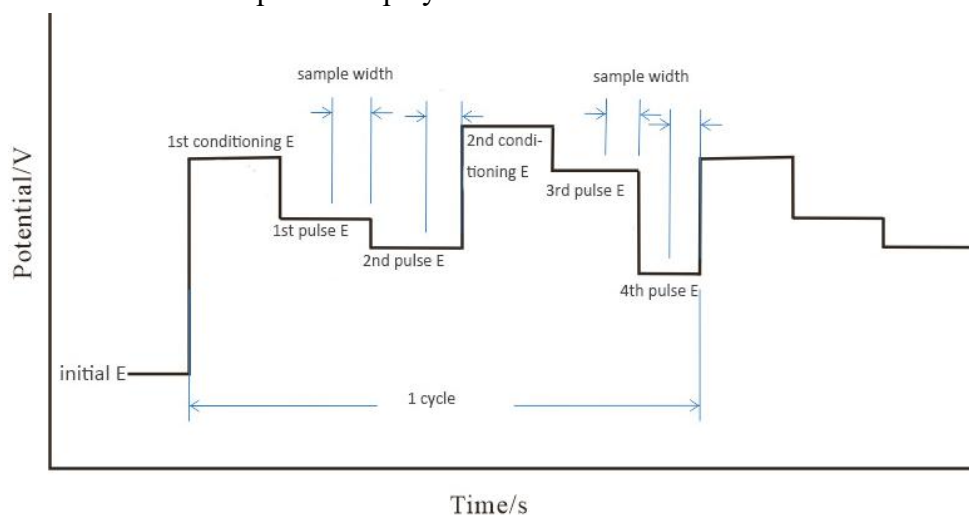 sample width
sample width
1st conditioning E
2nd condi-
tioning E
3rd pulse E
1st pulse E
2nd pulse E
4th pulse E
initial E
1 cycle
Potential/V
Time/s